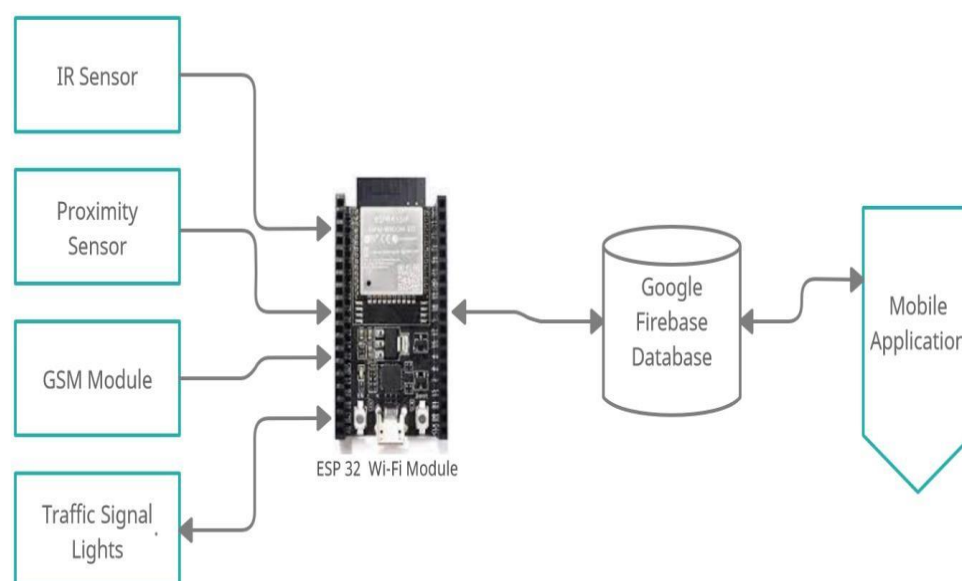 IR Sensor
Proximity
Sensor
GSM Module
Traffic Signal
Lights
ESP 32 Wi-Fi Module
Google
Firebase
Database
Mobile
Application